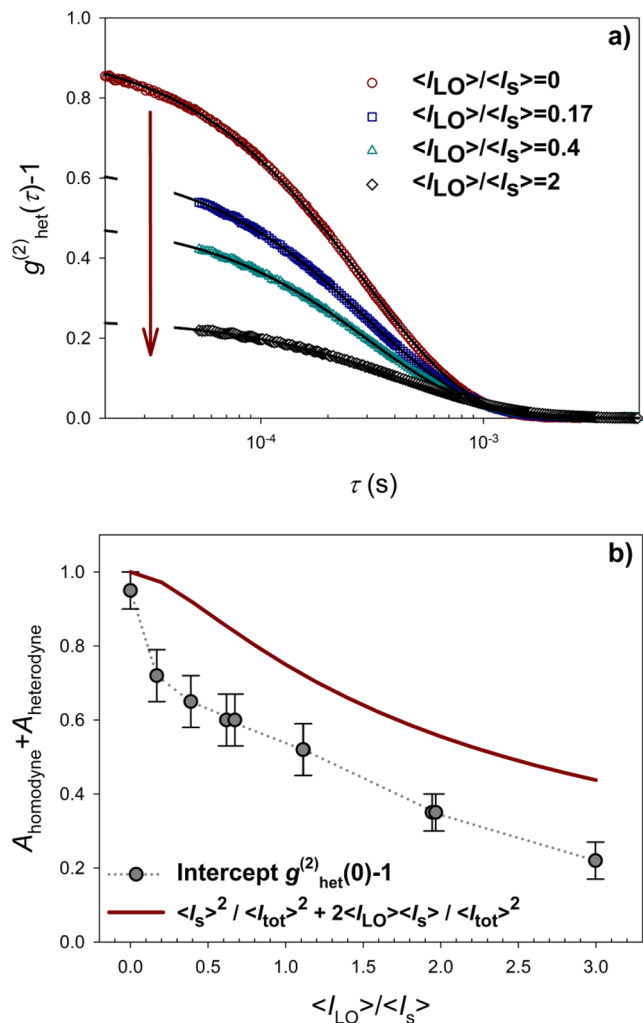 a)
1.0
0.8
0.6
0.4
0.2
0.0
g(2)het(τ)-1
<ILO>/<Is>=0
<ILO>/<Is>=0.17
<ILO>/<Is>=0.4
<ILO>/<Is>=2
10-4
10-3
τ (s)
b)
1.0
0.8
0.6
0.4
0.2
0.0
Ahomodyne+Aheterodyne
Intercept g(2)het(0)-1
<Is>2 / <Itot>2 + 2<ILO><Is> / <Itot>2
0.0 0.5 1.0 1.5 2.0 2.5 3.0
<ILO>/<Is>